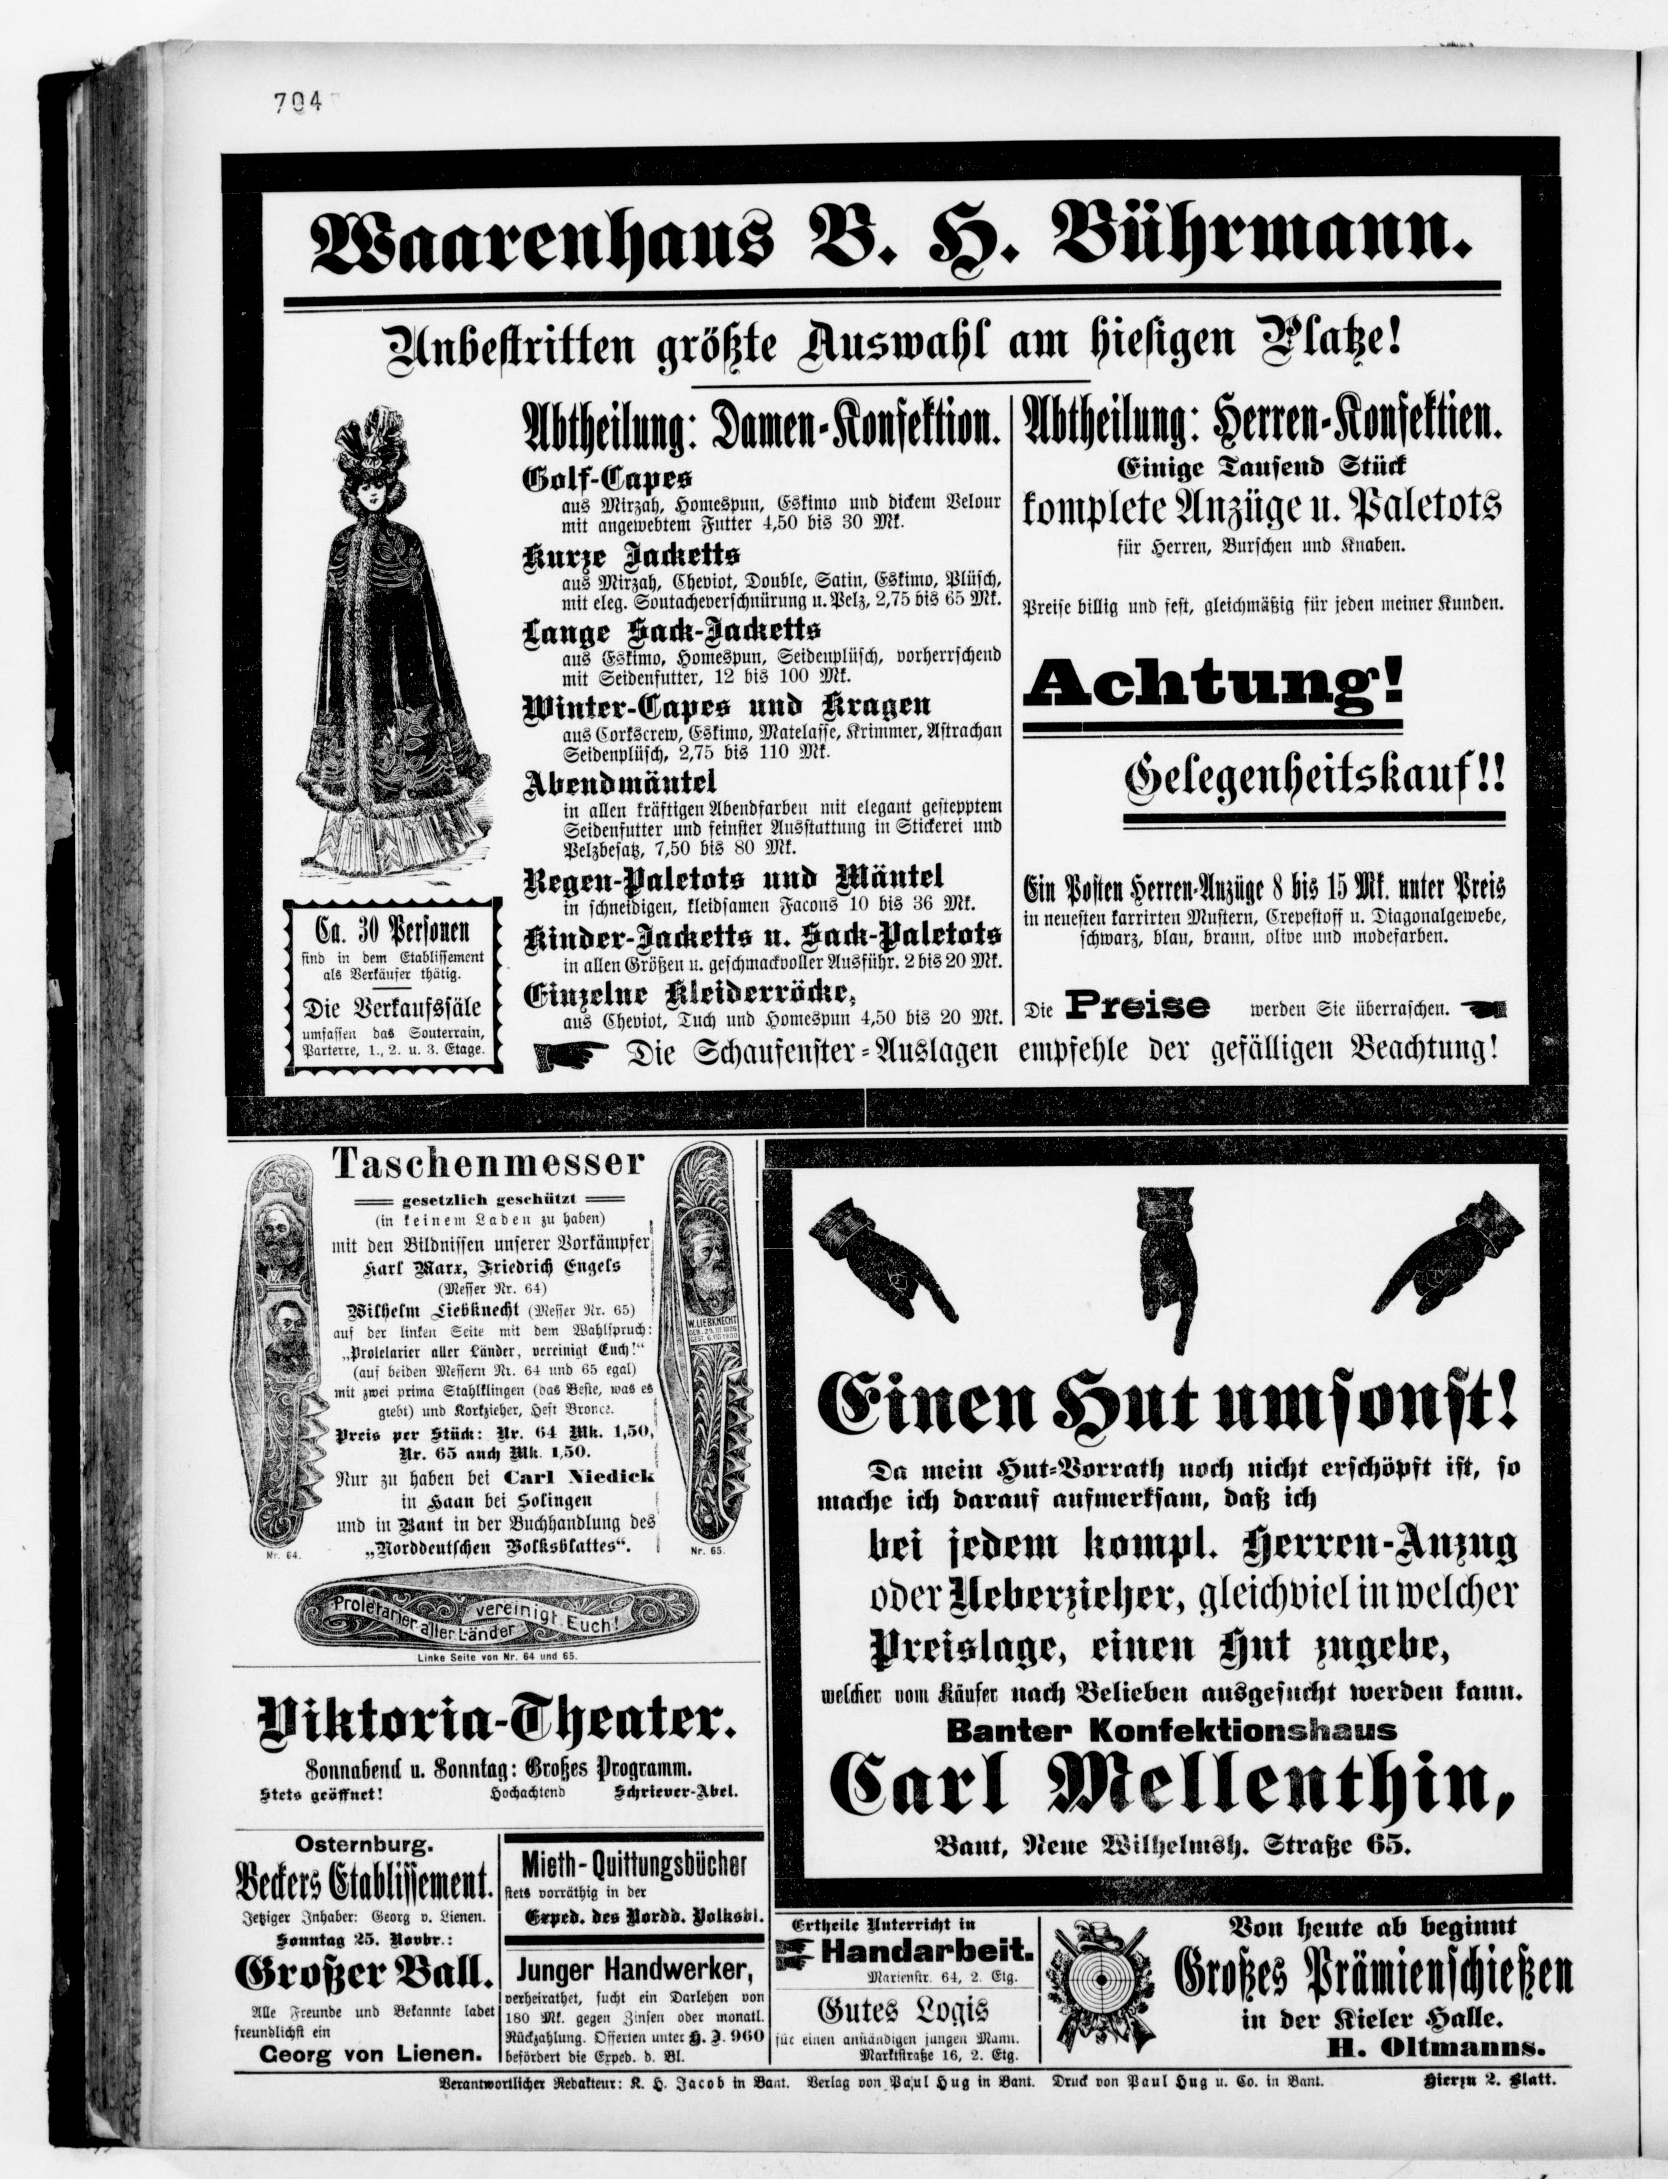 704
Waarenhaus B. H. Bührmann.
Unbestritten größte Auswahl am hiesigen Platze!
Abtheilung: Damen-Konfektion.
Golf-Capes
aus Mirzah, Homespun, Eskimo und dickem Velour
mit angewebtem Futter 4,50 bis 30 Mk.
Kurze Jacketts
aus Mirzah, Cheviot, Double, Satin, Eskimo, Plüsch,
mit eleg. Soutacheverschnürung u. Pelz, 2,75 bis 65 Mk.
Lange Sack-Jacketts
aus Eskimo, Homespun, Seidenplüsch, vorherrschend
mit Seidenfutter, 12 bis 100 Mk.
Winter-Capes und Kragen
aus Corkscrew, Eskimo, Matelasse, Krimmer, Astrachan
Seidenplüsch, 2,75 bis 110 Mk.
Abendmäntel
in allen kräftigen Abendfarben mit elegant gesteppten
Seidenfutter und feinster Ausstattung in Stickerei und
Pelzbesatz, 7,50 bis 80 Mk.
Regen-Paletots und Mäntel
in schneidigen, kleidsamen Facons 10 bis 36 Mk.
Kinder-Jacketts u. Sack-Paletots
in allen Größen u. geschmackvoller Ausführ. 2 bis 20 Mk.
Einzelne Kleiderröcke,
aus Cheviot, Tuch und Homespun 4,50 bis 20 Mk.
Ca. 30 Personen
sind in dem Etablissement
als Verkäufer thätig.
Die Verkaufssäle
umfassen das Souterrain,
Parterre, 1., 2. u. 3. Etage.
Abtheilung: Herren-Konfektien.
Einige Tausend Stück
komplete Anzüge u. Paletots
für Herren, Burschen und Knaben.
Preise billig und fest, gleichmäßig für jeden meiner Kunden.
Achtung!
Gelegenheitskauf!!
Ein Posten Herren-Anzüge 8 bis 15 Mk. unter Preis
in neuesten karrirten Mustern, Crepestoff u. Diagonalgewebe,
schwarz, blau, braun, olive und modefarben.
Die Preise werden Sie überraschen.
Die Schaufenster-Auslagen empfehle der gefälligen Beachtung!
Taschenmesser
gesetzlich geschützt
(in keinem Laden zu haben)
mit den Bildnissen unserer Vorkämpfer
Karl Marx, Friedrich Engels
(Messer Nr. 64)
Wilhelm Liebknecht (Messer Nr. 65)
auf der linken Seite mit dem Wahlspruch:
„Proletarier aller Länder, vereinigt Euch!"
(auf beiden Messern Nr. 64 und 65 egal)
mit zwei prima Stahlklingen (das Beste, was es
giebt) und Korkzieher, Heft Bronce.
Preis per Stück: Nr. 64 Mk. 1,50,
Nr. 65 auch Mk. 1,50.
Nur zu haben bei Carl Niedick
in Haan bei Solingen
und in Bant in der Buchhandlung des
„Norddeutschen Volksblattes".
Nr. 64.
W. LIEBKNECHT
GEB. 29. III 1826
GEST. 6. VIII 1900
Nr. 65.
Proletarier aller Länder vereinigt Euch!
Linke Seite von Nr. 64 und 65.
Viktoria-Theater.
Sonnabend u. Sonntag: Großes Programm.
Stets geöffnet! Hochachtend Schriever-Abel.
Osternburg.
Beckers Etablissement.
Jetziger Inhaber: Georg v. Lienen.
Sonntag 25. Novbr.:
Großer Ball.
Alle Freunde und Bekannte ladet
freundlichst ein
Georg von Lienen.
Mieth-Quittungsbücher
stets vorräthig in der
Exped. des Nordd. Volksbl.
Junger Handwerker,
verheirathet, sucht ein Darlehen von
180 Mk. gegen Zinsen oder monatl.
Rückzahlung. Offerten unter H. J. 960
befördert die Exped. d. Bl.
Einen Hut umsonst!
Da mein Hut-Vorrath noch nicht erschöpft ist, so
mache ich darauf aufmerksam, daß ich
bei jedem kompl. Herren-Anzug
oder Ueberzieher, gleichviel in welcher
Preislage, einen Hut zugebe,
welcher vom Käufer nach Belieben ausgesucht werden kann.
Banter Konfektionshaus
Carl Mellenthin,
Bant, Neue Wilhelmsh. Straße 65.
Ertheile Unterricht in
Handarbeit.
Marienstr. 64, 2. Etg.
Gutes Logis
für einen anständigen jungen Mann.
Marktstraße 16, 2. Etg.
Von heute ab beginnt
Großes Prämienschießen
in der Kieler Halle.
H. Oltmanns.
Verantwortlicher Redakteur: K. H. Jacob in Bant. Verlag von Paul Hug in Bant. Druck von Paul Hug u. Co. in Bant. Hierzu 2. Blatt.